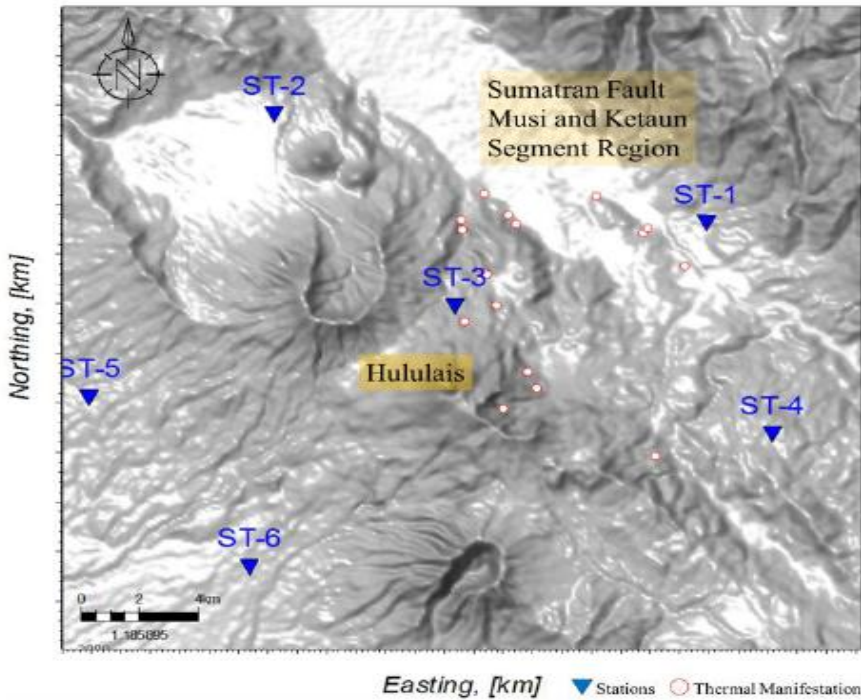 N
ST-2
Sumatran Fault
Musi and Ketaun
Segment Region
ST-1
ST-3
Hululais
ST-5
ST-4
ST-6
Northing, [km]
0 2 4km
Easting, [km]
Stations
Thermal Manifestation